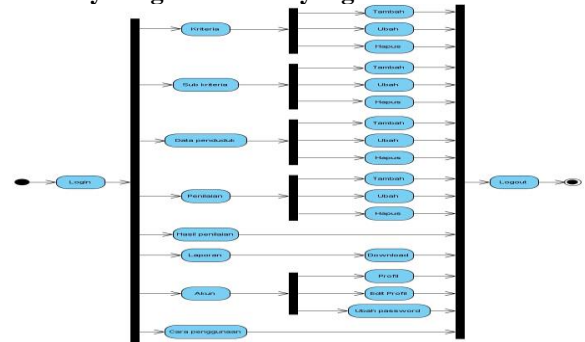 Tambah
Kriteria
Ubah
Hapus
Tambah
Sub kriteria
Ubah
Hapus
Tambah
Data penduduk
Ubah
Hapus
Tambah
Login
Penilaian
Ubah
Logout
Hapus
Hasil penilaian
Laporan
Download
Profil
Akun
Edit Profil
Ubah password
Cara penggunaan